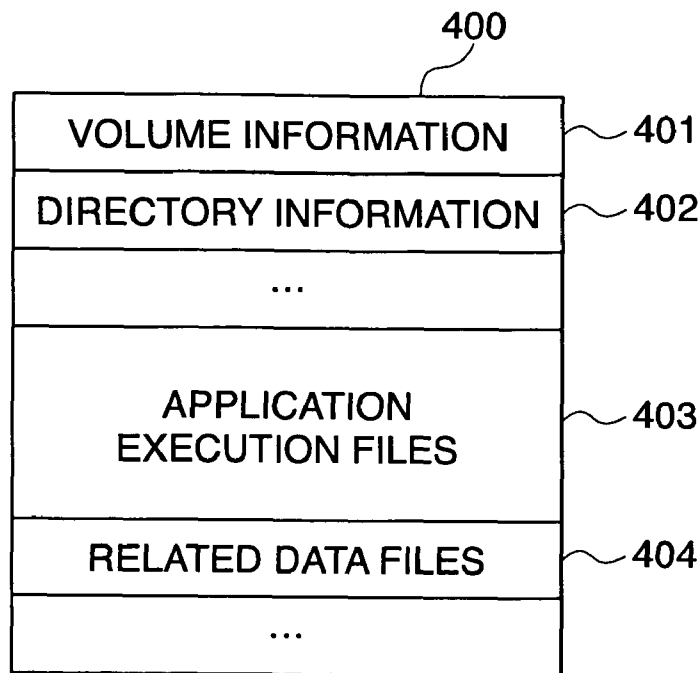 400
VOLUME INFORMATION 401
DIRECTORY INFORMATION 402
...
APPLICATION
EXECUTION FILES 403
RELATED DATA FILES 404
...